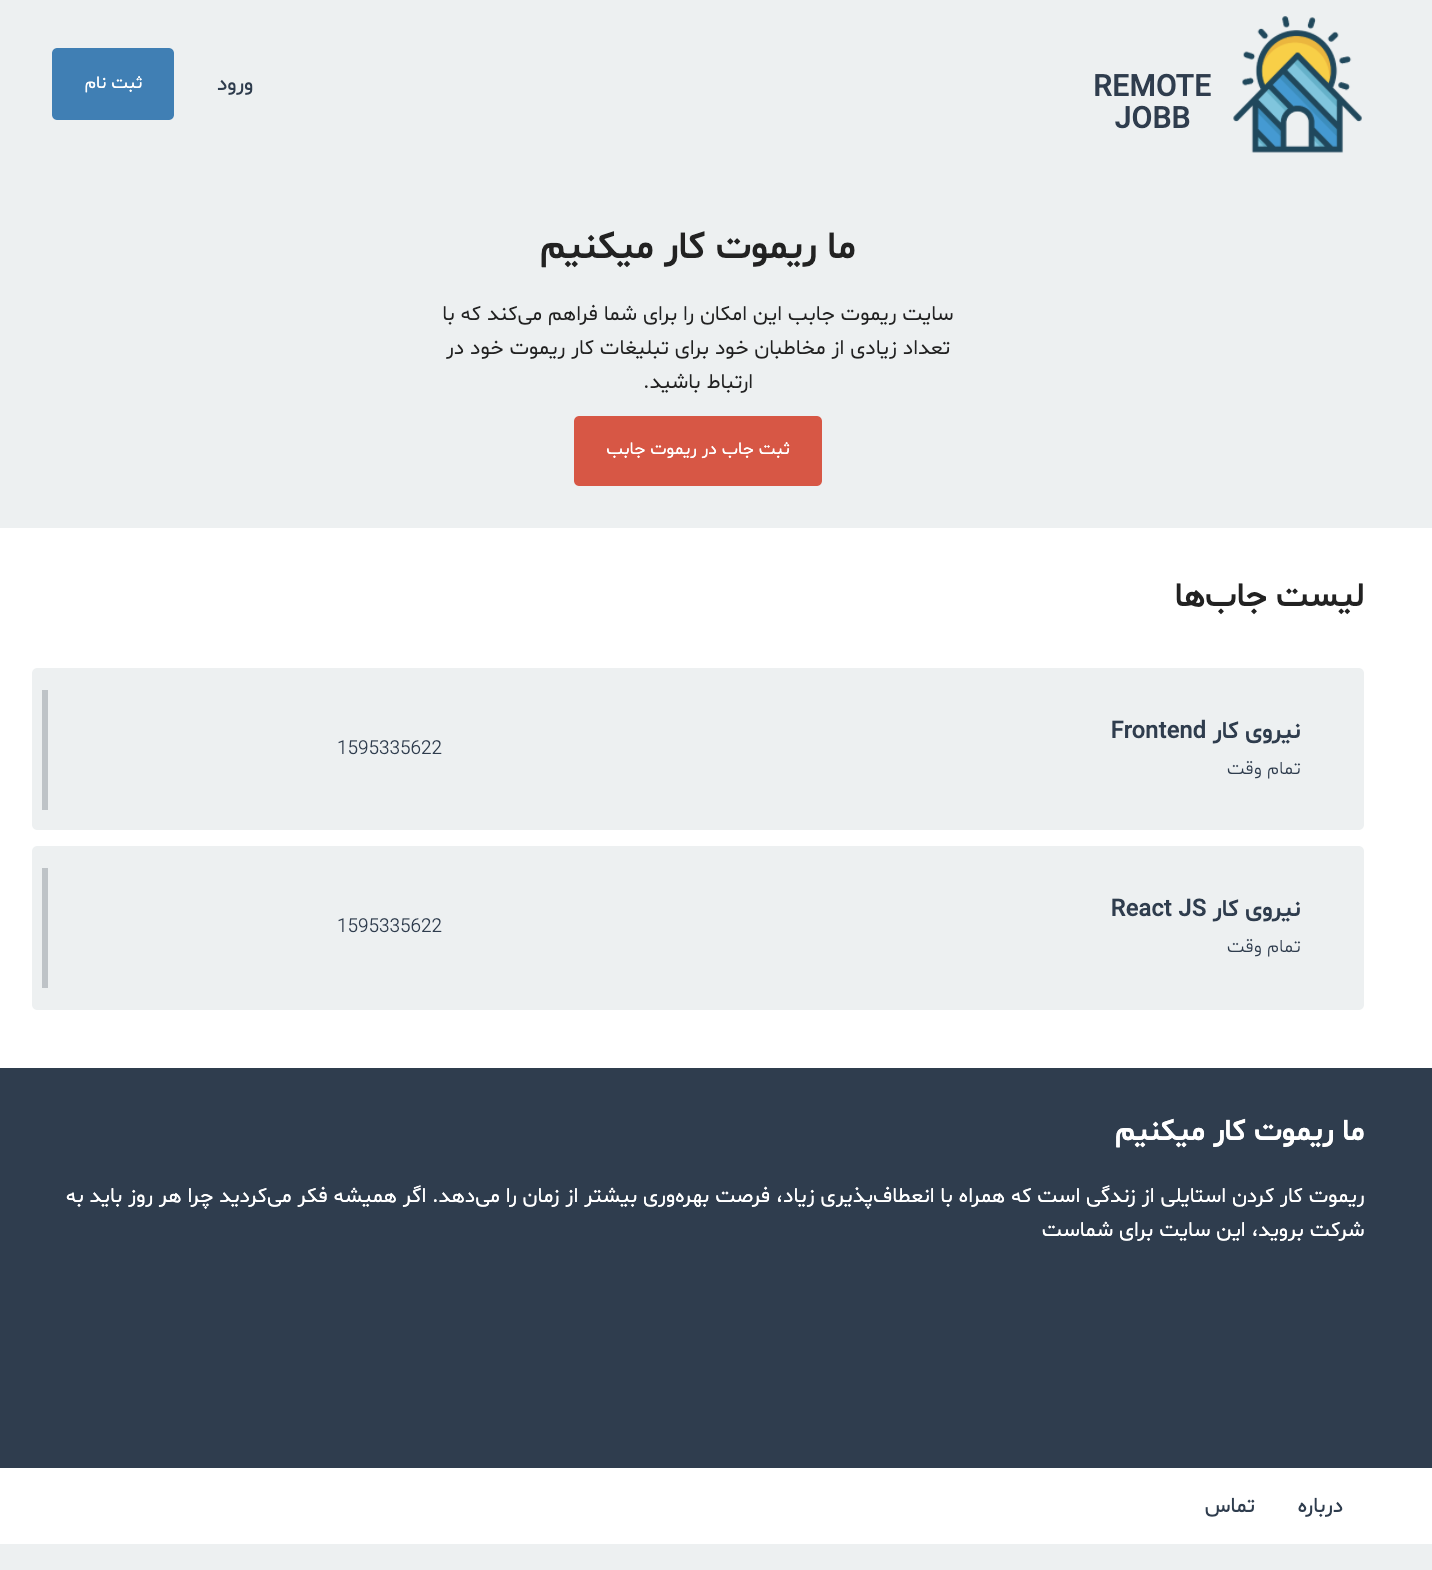 REMOTE
JOBB
ورود
ثبت نام
ما ریموت کار میکنیم
سایت ریموت جابب این امکان را برای شما فراهم می‌کند که با
تعداد زیادی از مخاطبان خود برای تبلیغات کار ریموت خود در
ارتباط باشید.
ثبت جاب در ریموت جابب
لیست جاب‌ها
نیروی کار Frontend
تمام وقت
1595335622
نیروی کار React JS
تمام وقت
1595335622
ما ریموت کار میکنیم
ریموت کار کردن استایلی از زندگی است که همراه با انعطاف‌پذیری زیاد، فرصت بهره‌وری بیشتر از زمان را می‌دهد. اگر همیشه فکر می‌کردید چرا هر روز باید به
شرکت بروید، این سایت برای شماست
درباره
تماس